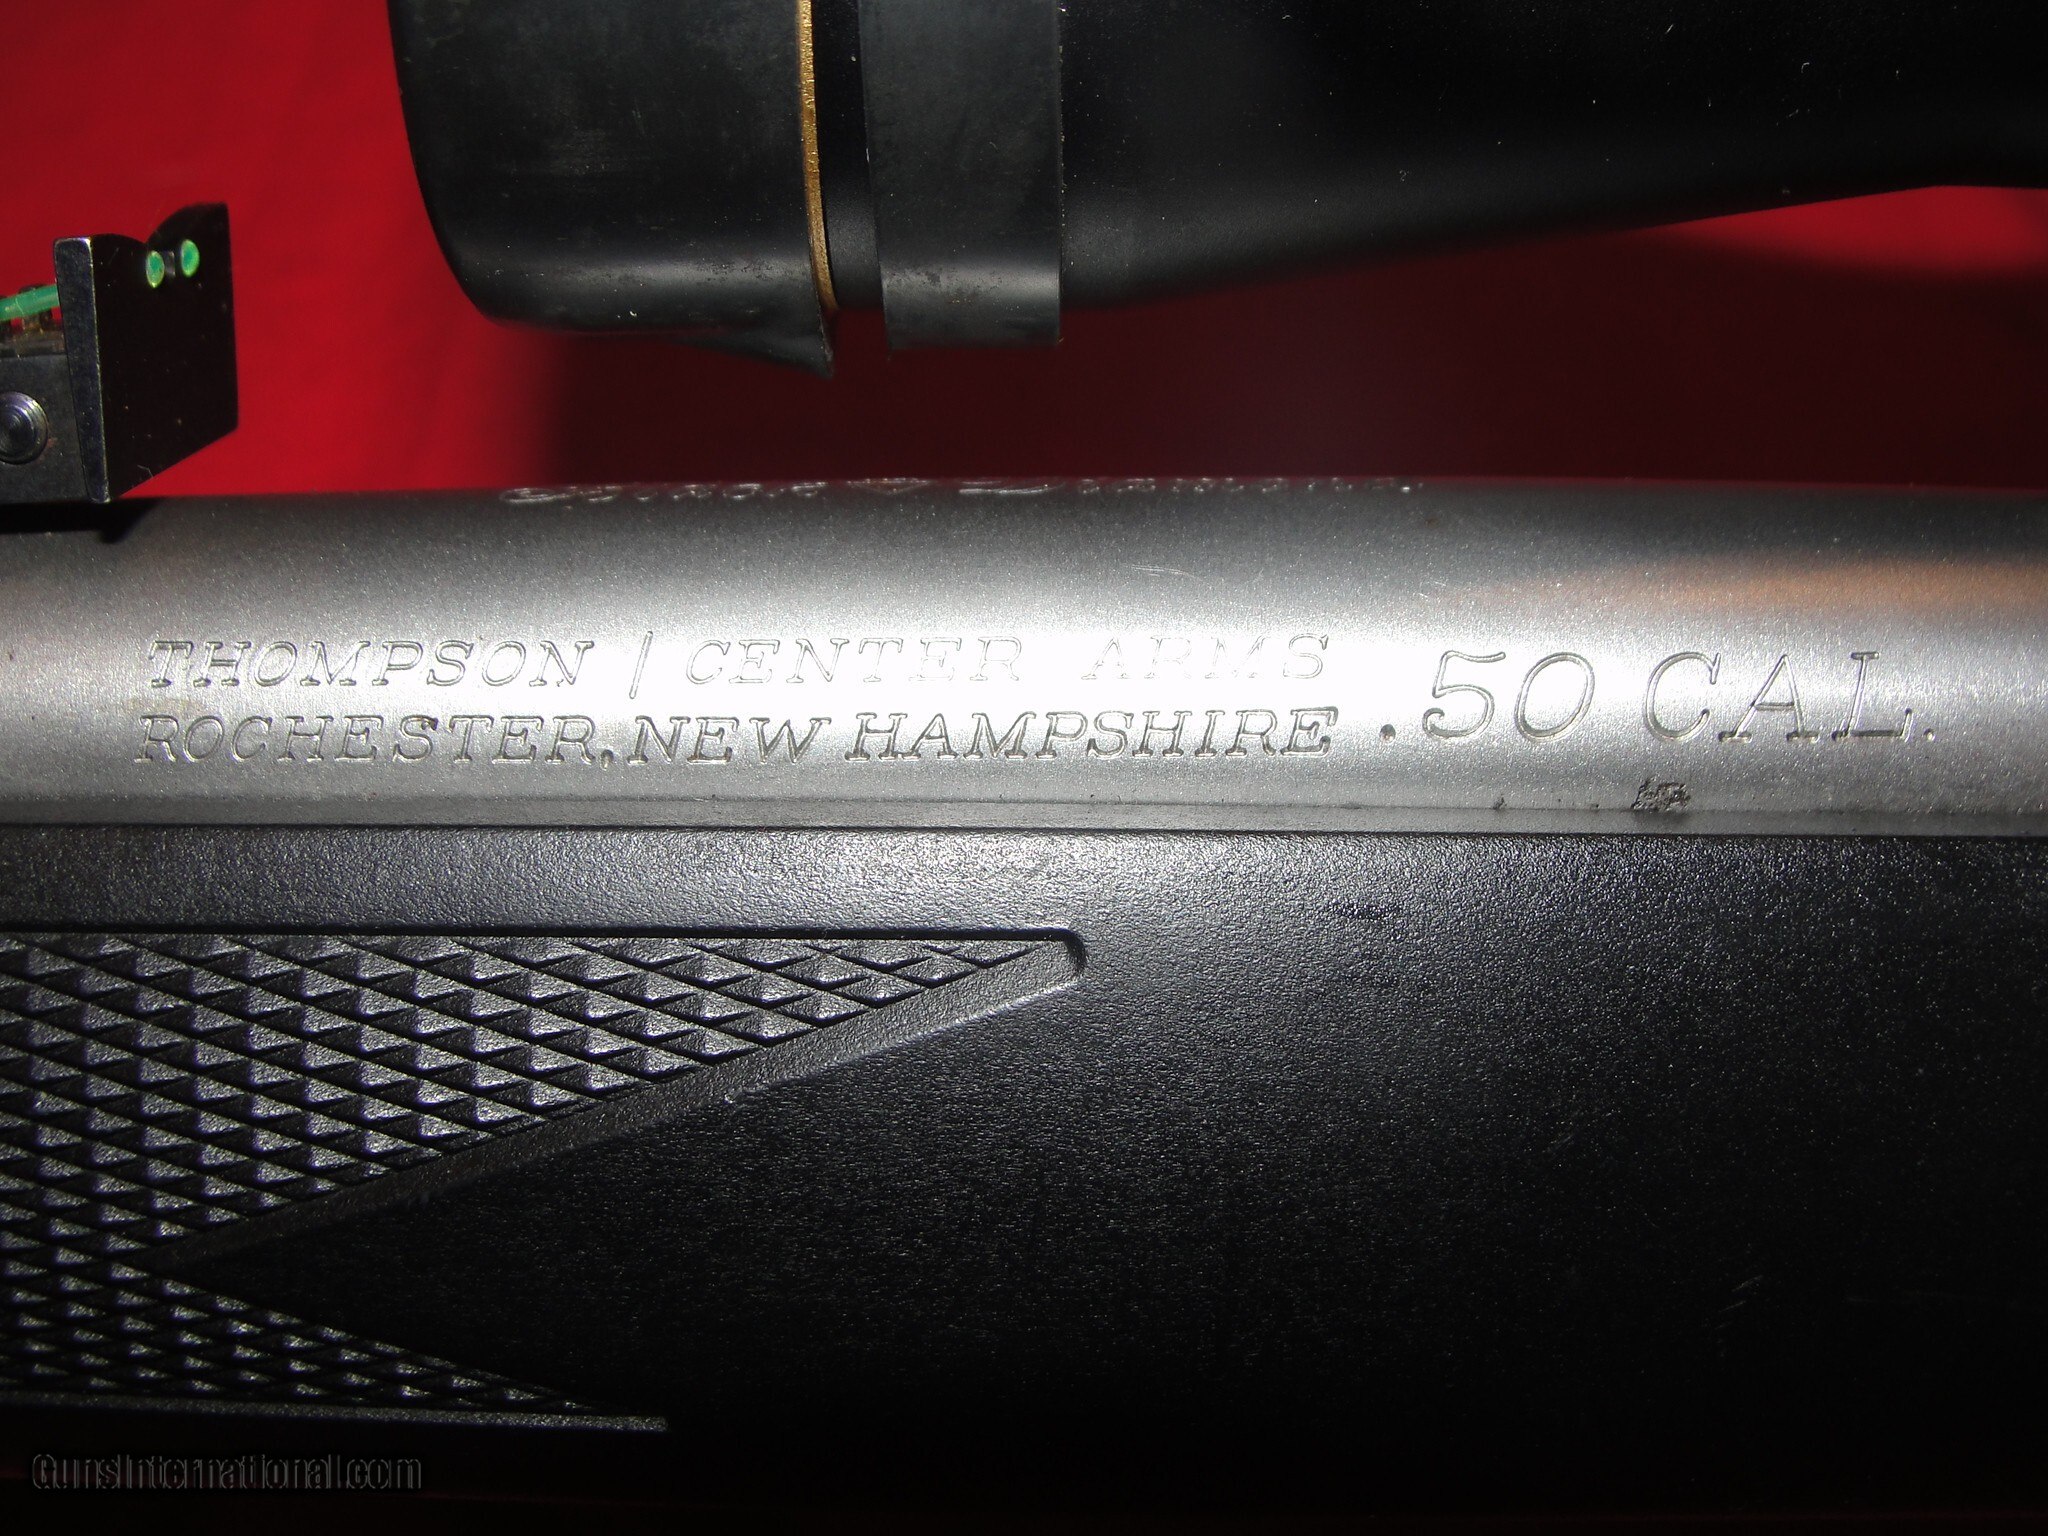 THOMPSON / CENTER ARMS
ROCHESTER, NEW HAMPSHIRE
.50 CAL.
GunsInternational.com